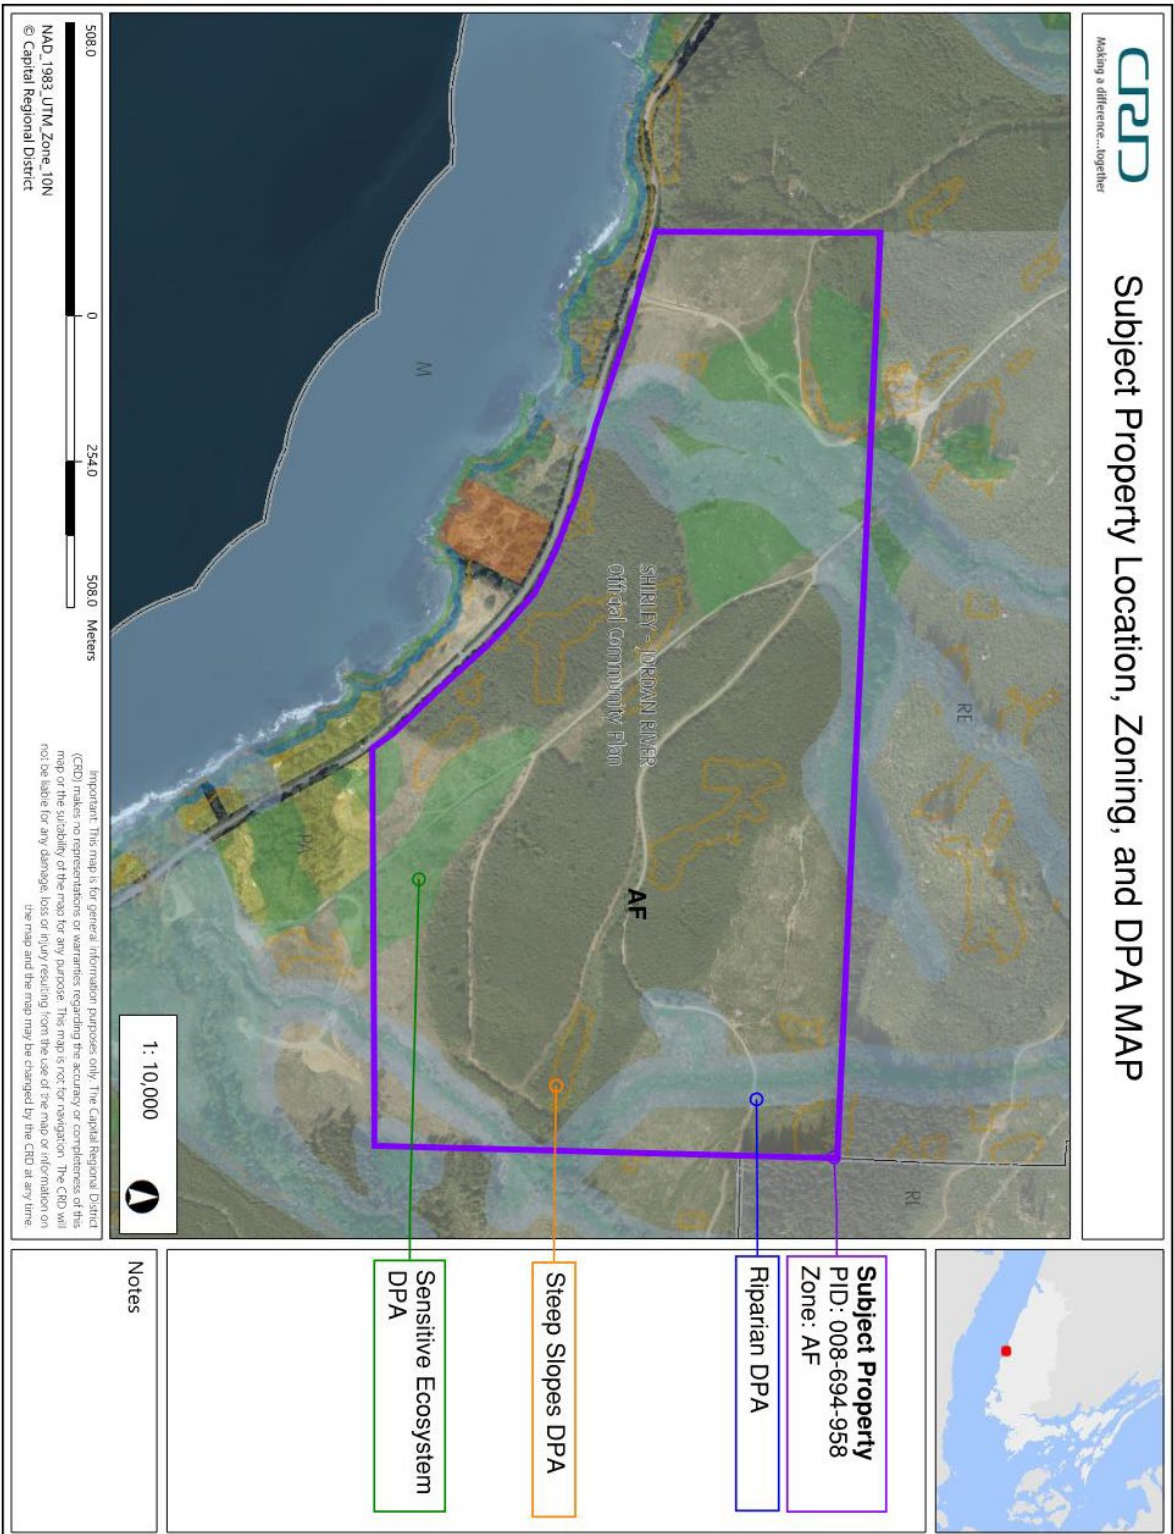 CRD
Making a difference...together
Subject Property Location, Zoning, and DPA MAP
M
SHIRLEY - JORDAN RIVER
Official Community Plan
RE
AF
PA
Subject Property
PID: 008-694-958
Zone: AF
Riparian DPA
Steep Slopes DPA
Sensitive Ecosystem
DPA
1: 10,000
508.0 0 254.0 508.0 Meters
NAD_1983_UTM_Zone_10N
© Capital Regional District
Important: This map is for general information purposes only. The Capital Regional District
(CRD) makes no representations or warranties regarding the accuracy or completeness of this
map or the suitability of the map for any purpose. This map is not for navigation. The CRD will
not be liable for any damage, loss or injury resulting from the use of the map or information on
the map and the map may be changed by the CRD at any time.
Notes